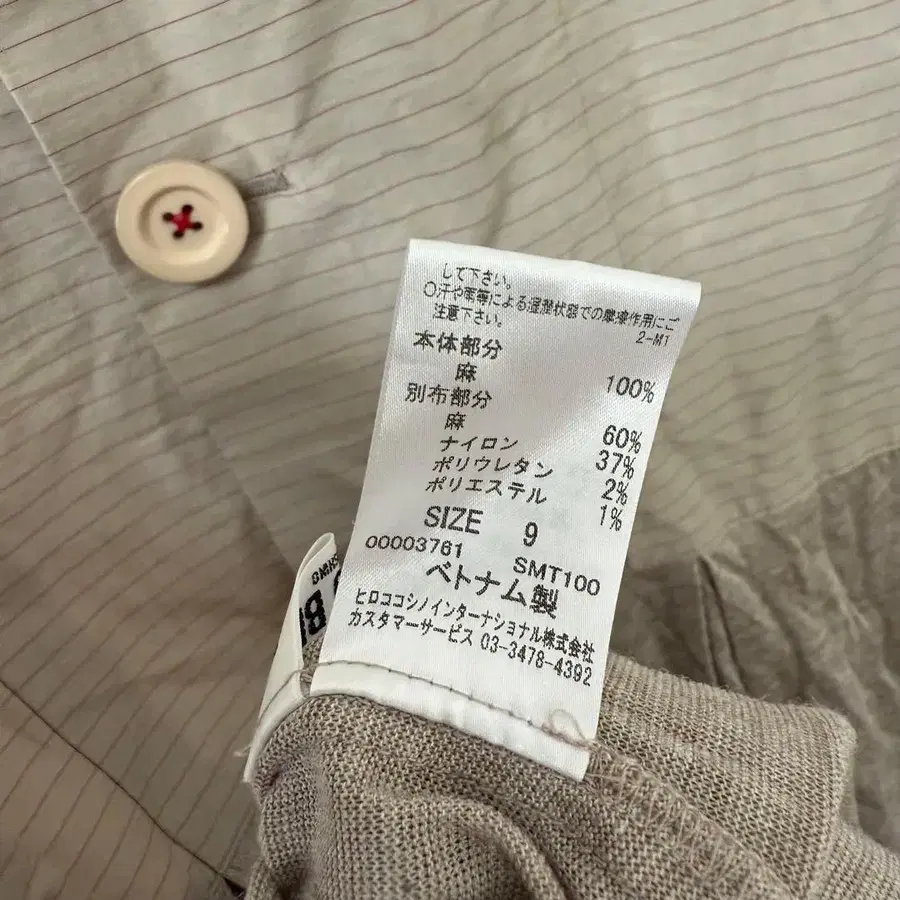 して下さい。
○汗や雨等による湿潤状態での摩擦作用にご
注意下さい。
2-M1
本体部分
麻 100%
別布部分
麻 60%
ナイロン 37%
ポリウレタン 2%
ポリエステル 1%
SIZE 9
00003761 SMT100
ベトナム製
ヒロココシノインターナショナル株式会社
カスタマーサービス 03-3478-4392